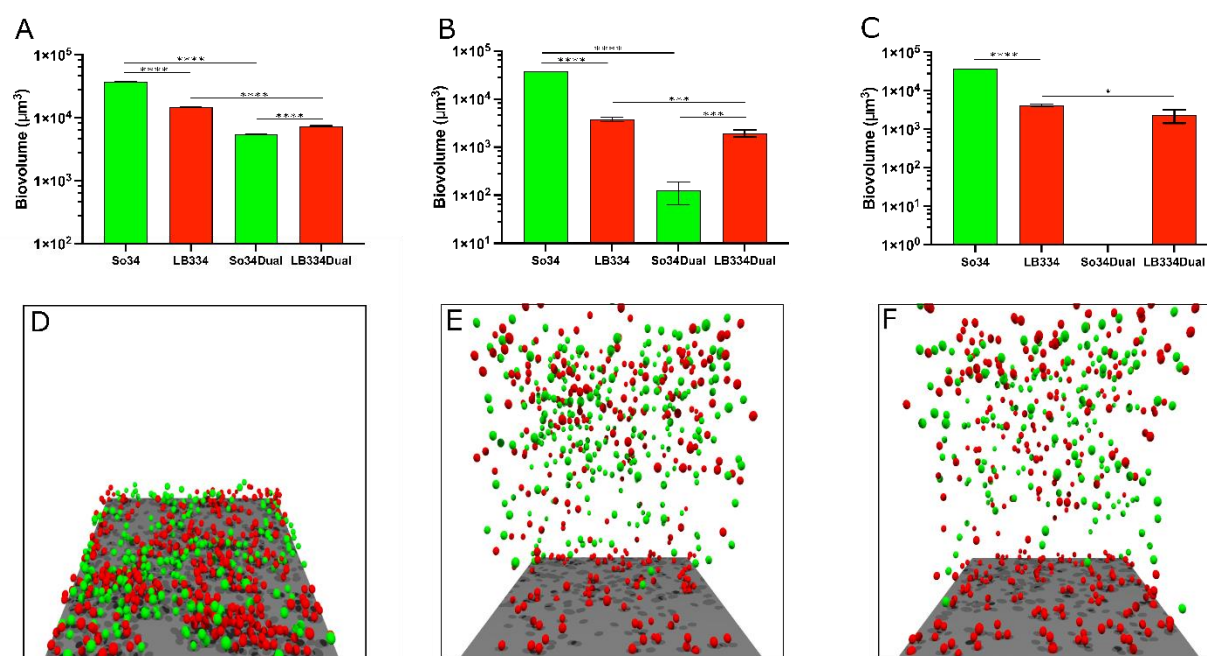 A
Biovolume (µm³)
1×10⁵
1×10⁴
1×10³
1×10²
****
****
****
****
So34 LB334 So34Dual LB334Dual
B
Biovolume (µm³)
1×10⁵
1×10⁴
1×10³
1×10²
1×10¹
****
****
***
***
So34 LB334 So34Dual LB334Dual
C
Biovolume (µm³)
1×10⁵
1×10⁴
1×10³
1×10²
1×10¹
1×10⁰
****
*
So34 LB334 So34Dual LB334Dual
D
E
F